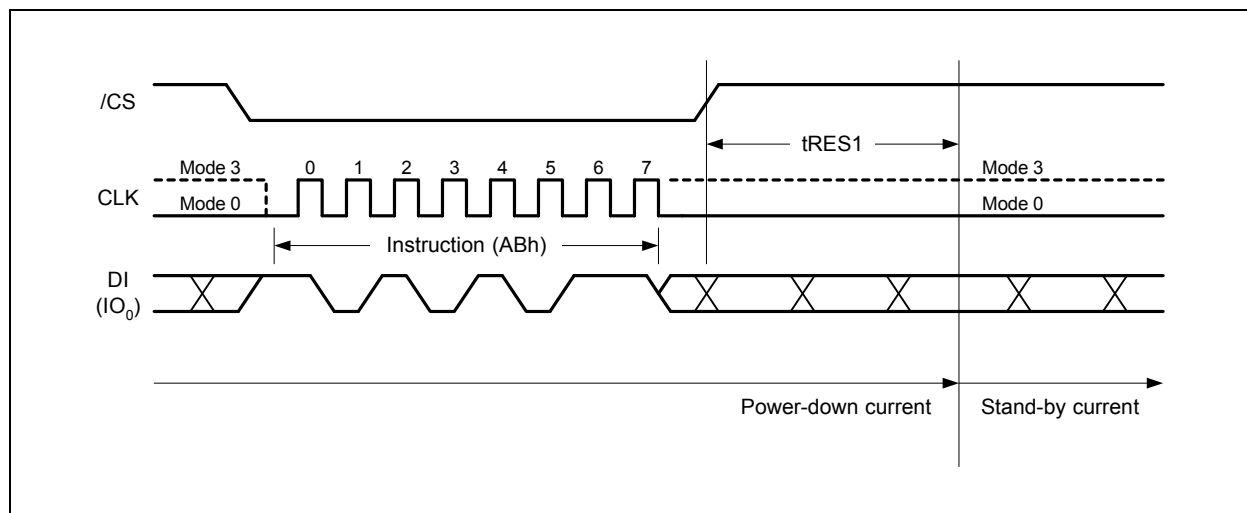 /CS
tRES1
Mode 3 0 1 2 3 4 5 6 7 Mode 3
CLK
Mode 0 Mode 0
Instruction (ABh)
DI
(IO₀)
Power-down current Stand-by current